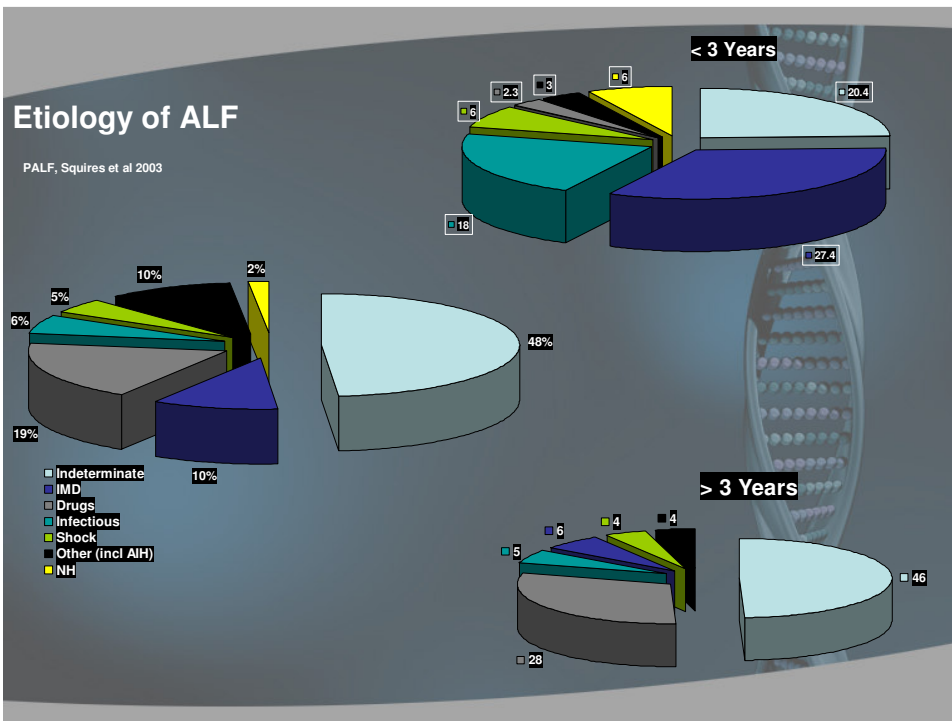 < 3 Years
6
3
2.3
20.4
6
Etiology of ALF
PALF, Squires et al 2003
18
27.4
10%
2%
5%
6%
48%
19%
10%
Indeterminate
IMD
Drugs
Infectious
Shock
Other (incl AIH)
NH
> 3 Years
4
4
6
5
46
28